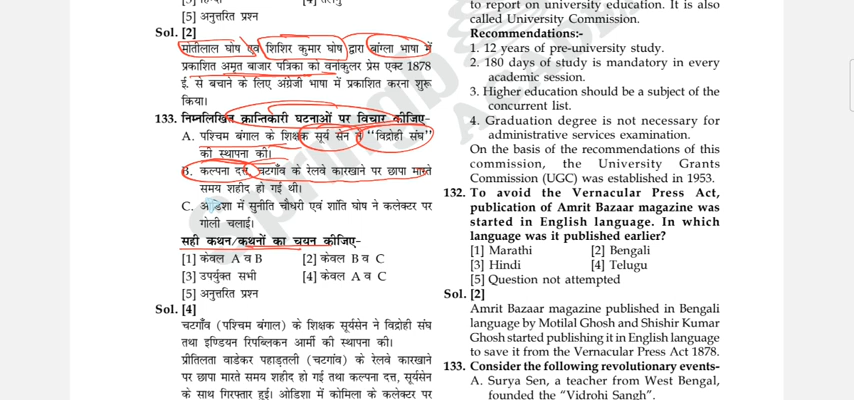 [5] अनुत्तरित प्रश्न
Sol. [2]
मोतीलाल घोष एवं शिशिर कुमार घोष द्वारा बांग्ला भाषा में
प्रकाशित अमृत बाजार पत्रिका को वर्नाकुलर प्रेस एक्ट 1878
ई. से बचाने के लिए अंग्रेजी भाषा में प्रकाशित करना शुरू
किया।
133. निम्नलिखित क्रान्तिकारी घटनाओं पर विचार कीजिए-
A. पश्चिम बंगाल के शिक्षक सूर्य सेन ने "विद्रोही संघ"
की स्थापना की।
B. कल्पना दत्त, चटगाँव के रेलवे कारखाने पर छापा मारते
समय शहीद हो गई थी।
C. ओडिशा में सुनीति चौधरी एवं शांति घोष ने कलेक्टर पर
गोली चलाई।
सही कथन/कथनों का चयन कीजिए-
[1] केवल A व B [2] केवल B व C
[3] उपर्युक्त सभी [4] केवल A व C
[5] अनुत्तरित प्रश्न
Sol. [4]
चटगाँव (पश्चिम बंगाल) के शिक्षक सूर्यसेन ने विद्रोही संघ
तथा इण्डियन रिपब्लिकन आर्मी की स्थापना की।
प्रीतिलता वाडेकर पहाड़तली (चटगांव) के रेलवे कारखाने
पर छापा मारते समय शहीद हो गई तथा कल्पना दत्त, सूर्यसेन
के साथ गिरफ्तार हुई। ओडिशा में कोमिला के कलेक्टर पर
to report on university education. It is also
called University Commission.
Recommendations:-
1. 12 years of pre-university study.
2. 180 days of study is mandatory in every
academic session.
3. Higher education should be a subject of the
concurrent list.
4. Graduation degree is not necessary for
administrative services examination.
On the basis of the recommendations of this
commission, the University Grants
Commission (UGC) was established in 1953.
132. To avoid the Vernacular Press Act,
publication of Amrit Bazaar magazine was
started in English language. In which
language was it published earlier?
[1] Marathi [2] Bengali
[3] Hindi [4] Telugu
[5] Question not attempted
Sol. [2]
Amrit Bazaar magazine published in Bengali
language by Motilal Ghosh and Shishir Kumar
Ghosh started publishing it in English language
to save it from the Vernacular Press Act 1878.
133. Consider the following revolutionary events-
A. Surya Sen, a teacher from West Bengal,
founded the "Vidrohi Sangh".